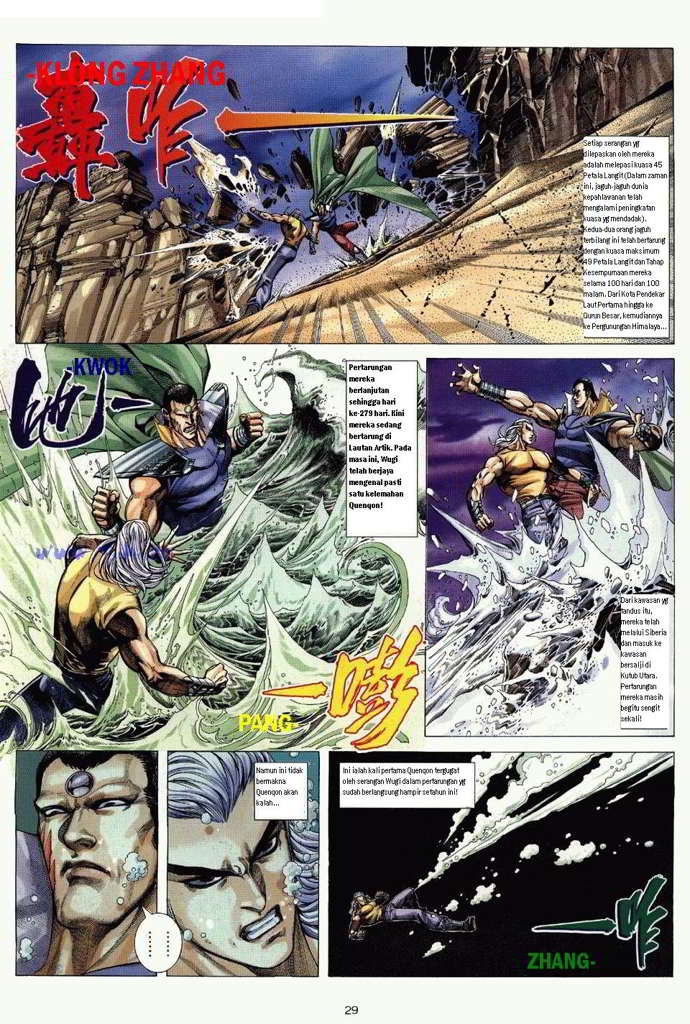 -KLONG ZHANG
轟咋
Setiap serangan yg
dilepaskan oleh mereka
adalah melepasi kuasa 45
Petala Langit(Dalam zaman
ini, jaguh-jaguh dunia
kepahlawanan telah
mengalami peningkatan
kuasa yg mendadak).
Kedua-dua orang jaguh
terbilang ini telah bertarung
dengan kuasa maksimum
49 Petala Langit dan Tahap
Kesempurnaan mereka
selama 100 hari dan 100
malam. Dari Kota Pendekar
Laut Pertama hingga ke
Gurun Besar, kemudiannya
ke Pergunungan Himalaya...
-KWOK
Pertarungan
mereka
berlanjutan
sehingga hari
ke-279 hari. Kini
mereka sedang
bertarung di
Lautan Artik. Pada
masa ini, Wugi
telah berjaya
mengenal pasti
satu kelemahan
Quenqon!
嘭
PANG-
Dari kawasan yg
tandus itu,
mereka telah
melalui Siberia
dan masuk ke
kawasan
bersalji di
Kutub Utara.
Pertarungan
mereka masih
begitu sengit
sekali!
Namun ini tidak
bermakna
Quenqon akan
kalah...
Ini ialah kali pertama Quenqon tergugat
oleh serangan Wugi dalam pertarungan yg
sudah berlangsung hampir setahun ini!
咋
ZHANG-
29